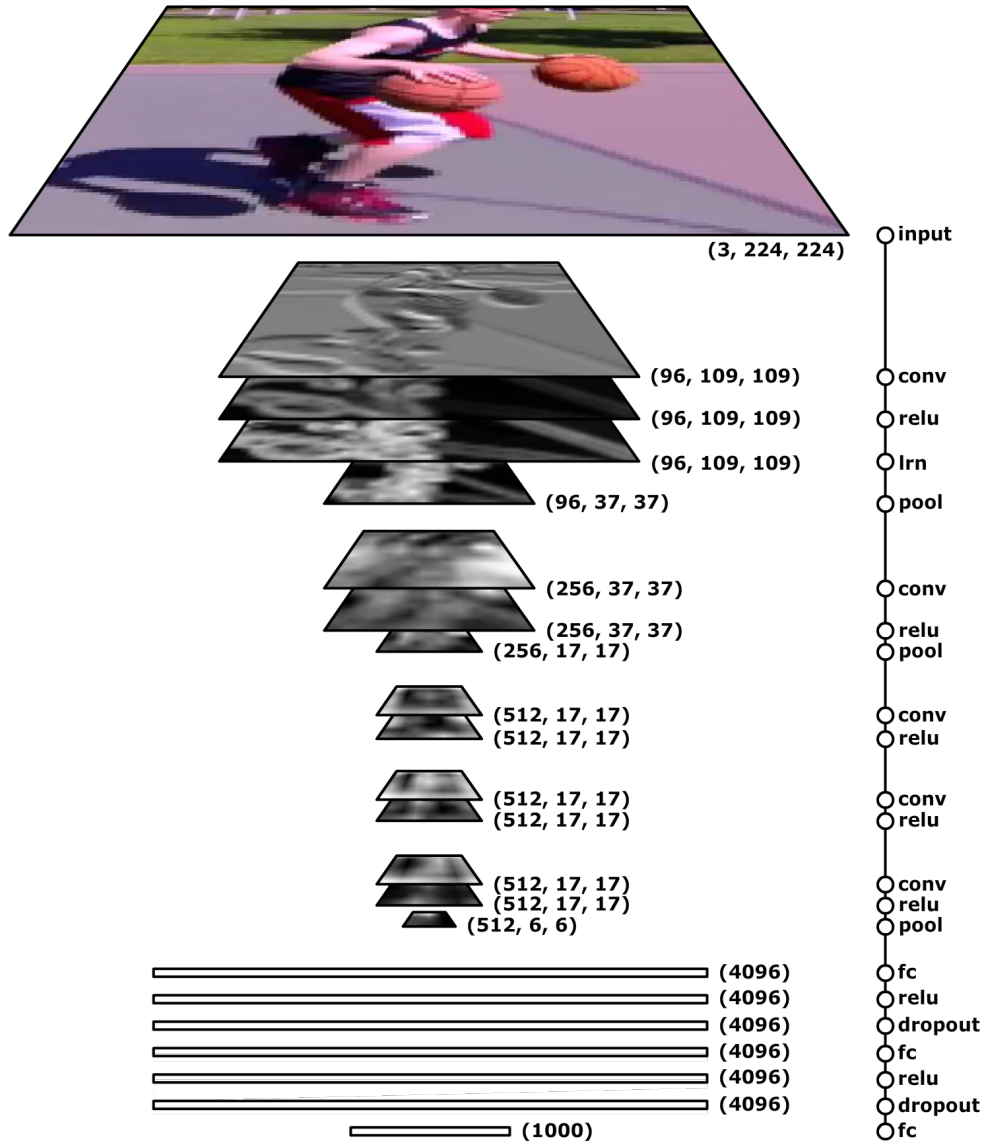 input
(3, 224, 224)
(96, 109, 109) conv
(96, 109, 109) relu
(96, 109, 109) lrn
(96, 37, 37) pool
(256, 37, 37) conv
(256, 37, 37) relu
(256, 17, 17) pool
(512, 17, 17) conv
(512, 17, 17) relu
(512, 17, 17) conv
(512, 17, 17) relu
(512, 17, 17) conv
(512, 17, 17) relu
(512, 6, 6) pool
(4096) fc
(4096) relu
(4096) dropout
(4096) fc
(4096) relu
(4096) dropout
(1000) fc